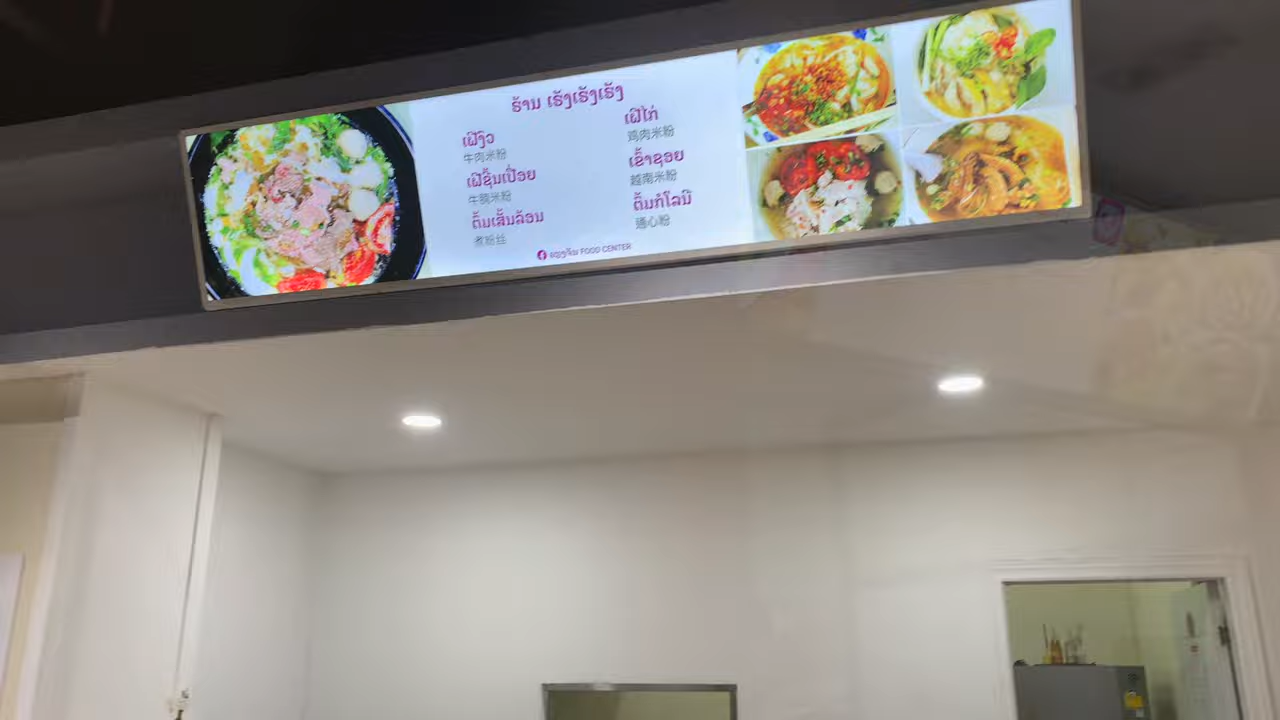 ຮ້ານ ເຮັງເຮັງເຮັງ
ເຝີງົວ
牛肉米粉
ເຝີຊີ້ນເປື່ອຍ
牛腩米粉
ຕົ້ມເສັ້ນລ້ອນ
煮粉丝
ເຝີໄກ່
鸡肉米粉
ເຂົ້າຊອຍ
越南米粉
ຕົ້ມກໍໂລນີ
通心粉
FOOD CENTER